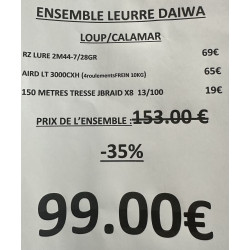 ENSEMBLE LEURRE DAIWA
LOUP/CALAMAR
RZ LURE 2M44-7/28GR 69€
AIRD LT 3000CXH (4roulementsFREIN 10KG) 65€
150 METRES TRESSE JBRAID X8 13/100 19€
PRIX DE L'ENSEMBLE : 153.00€
-35%
99.00€